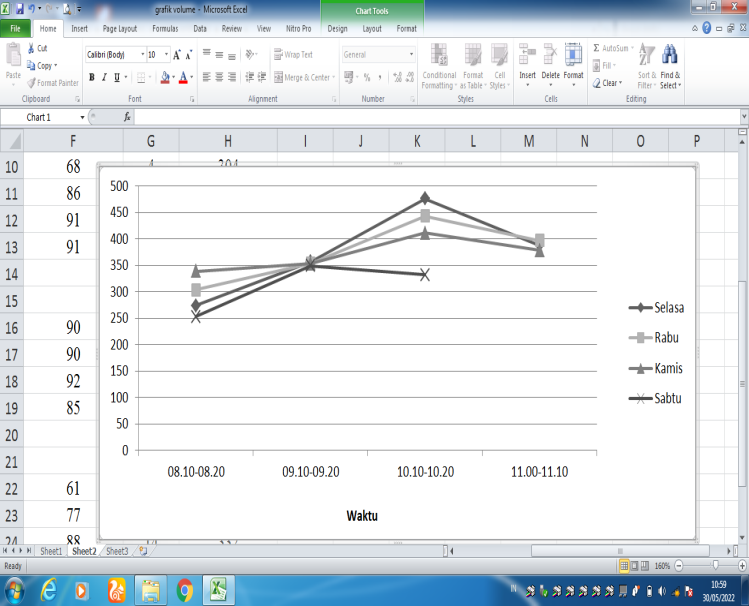 grafik volume - Microsoft Excel
Chart Tools
File Home Insert Page Layout Formulas Data Review View Nitro Pro Design Layout Format
Cut
Copy
Format Painter
Paste
Clipboard
Calibri (Body) 10 A A
B I U A
Font
Wrap Text
Merge & Center
Alignment
General
% ,
Number
Conditional Formatting
Format as Table
Cell Styles
Styles
Insert Delete Format
Cells
Σ AutoSum
Fill
Clear
Sort & Filter
Find & Select
Editing
Chart 1 fx
F G H I J K L M N O P
10 68 4 204
11 86
12 91
13 91
14
15
16 90
17 90
18 92
19 85
20
21
22 61
23 77
24 88
500
450
400
350
300
250
200
150
100
50
0
08.10-08.20 09.10-09.20 10.10-10.20 11.00-11.10
Waktu
Selasa
Rabu
Kamis
Sabtu
Sheet1 Sheet2 Sheet3
Ready 160%
IN 10:59
30/05/2022